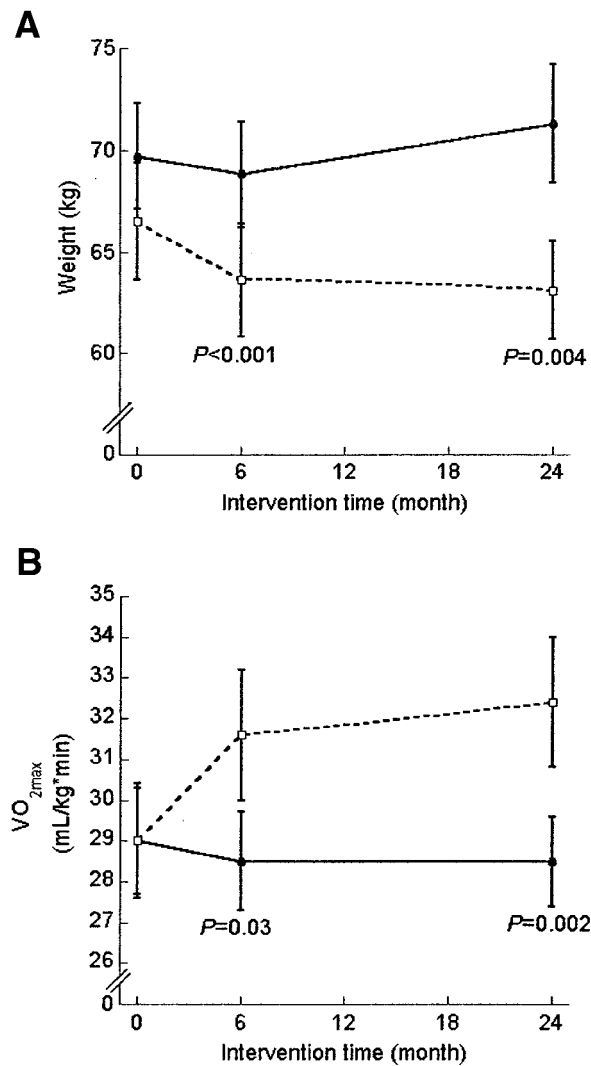 A
75
70
65
60
0
Weight (kg)
P<0.001
P=0.004
0 6 12 18 24
Intervention time (month)
B
35
34
33
32
31
30
29
28
27
26
0
VO2max
(mL/kg*min)
P=0.03
P=0.002
0 6 12 18 24
Intervention time (month)